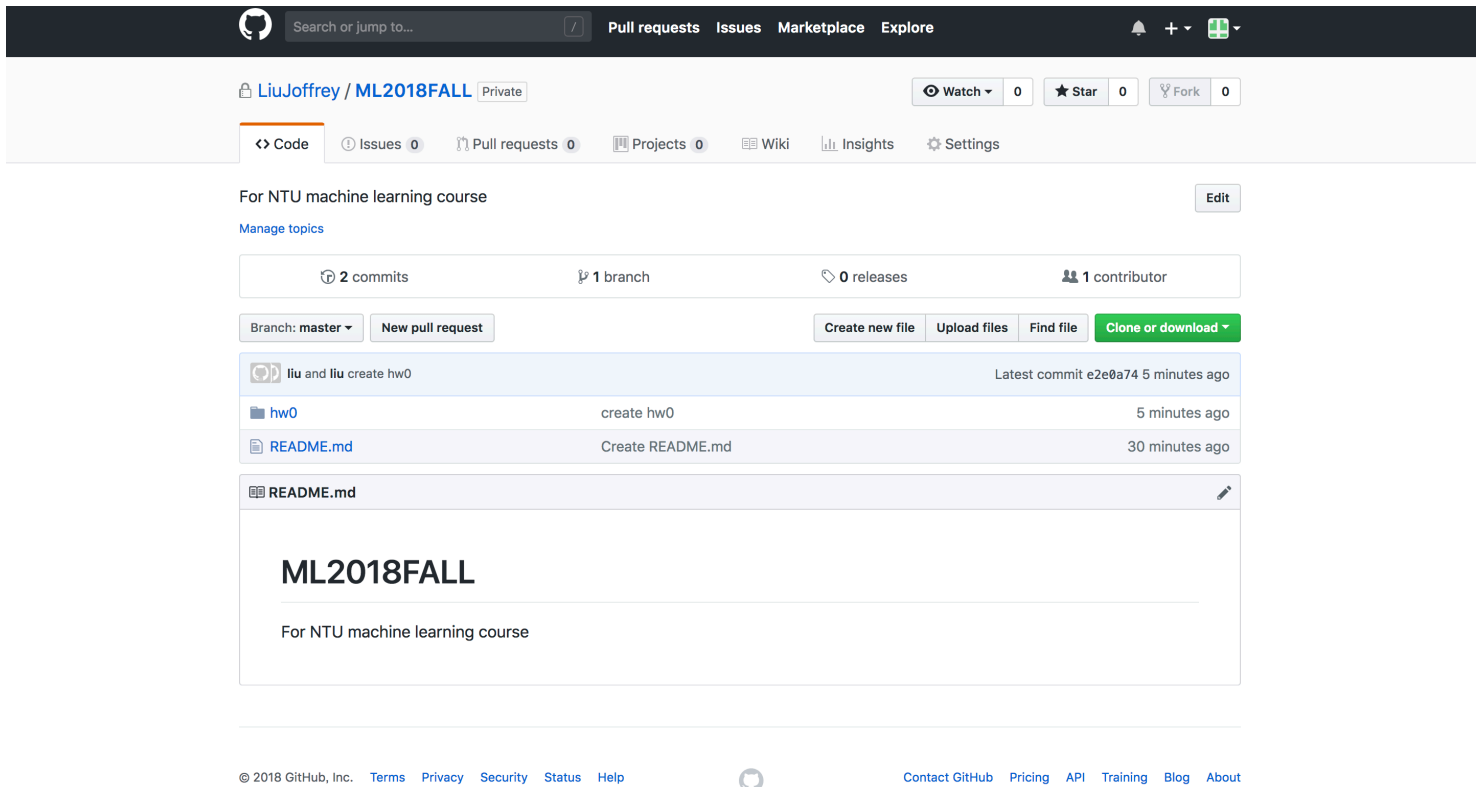 Search or jump to... / Pull requests Issues Marketplace Explore
LiuJoffrey / ML2018FALL Private Watch 0 Star 0 Fork 0
Code Issues 0 Pull requests 0 Projects 0 Wiki Insights Settings
For NTU machine learning course Edit
Manage topics
2 commits 1 branch 0 releases 1 contributor
Branch: master New pull request Create new file Upload files Find file Clone or download
liu and liu create hw0 Latest commit e2e0a74 5 minutes ago
hw0 create hw0 5 minutes ago
README.md Create README.md 30 minutes ago
README.md
ML2018FALL
For NTU machine learning course
© 2018 GitHub, Inc. Terms Privacy Security Status Help Contact GitHub Pricing API Training Blog About